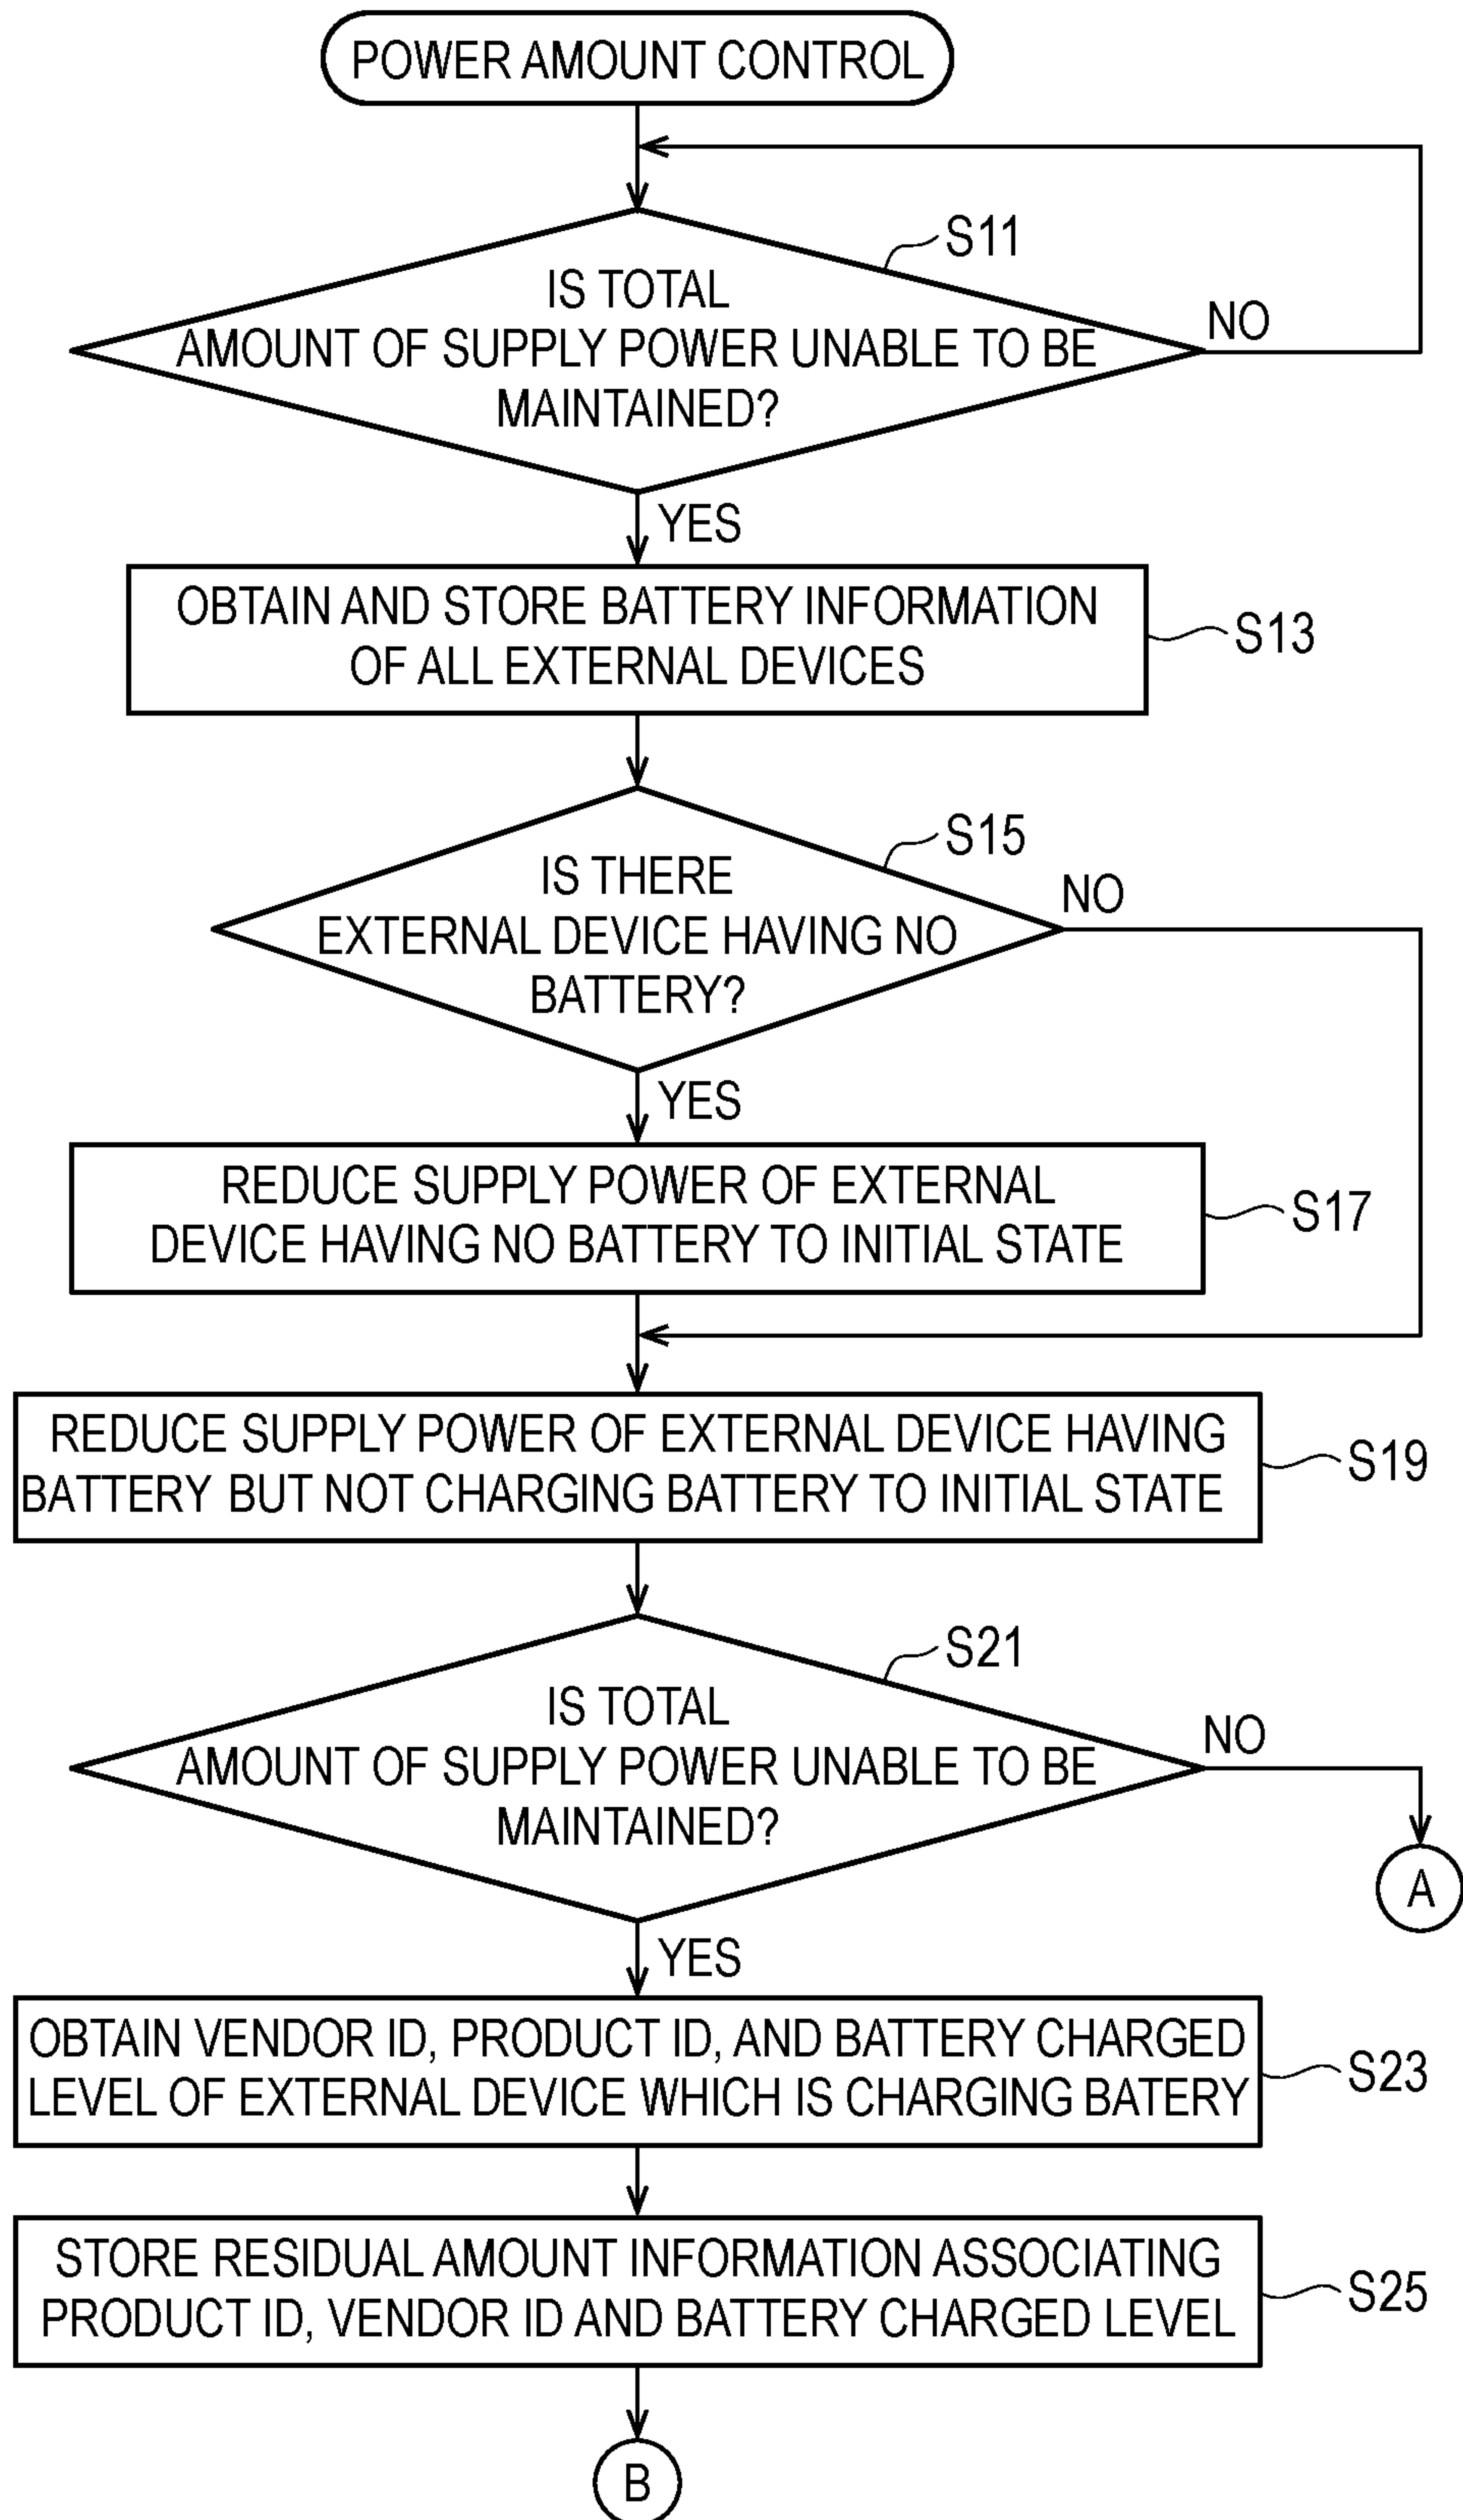 POWER AMOUNT CONTROL
S11
IS TOTAL
AMOUNT OF SUPPLY POWER UNABLE TO BE
MAINTAINED?
NO
YES
OBTAIN AND STORE BATTERY INFORMATION
OF ALL EXTERNAL DEVICES
S13
S15
IS THERE
EXTERNAL DEVICE HAVING NO
BATTERY?
NO
YES
REDUCE SUPPLY POWER OF EXTERNAL
DEVICE HAVING NO BATTERY TO INITIAL STATE
S17
REDUCE SUPPLY POWER OF EXTERNAL DEVICE HAVING
BATTERY BUT NOT CHARGING BATTERY TO INITIAL STATE
S19
S21
IS TOTAL
AMOUNT OF SUPPLY POWER UNABLE TO BE
MAINTAINED?
NO
A
YES
OBTAIN VENDOR ID, PRODUCT ID, AND BATTERY CHARGED
LEVEL OF EXTERNAL DEVICE WHICH IS CHARGING BATERY
S23
STORE RESIDUAL AMOUNT INFORMATION ASSOCIATING
PRODUCT ID, VENDOR ID AND BATTERY CHARGED LEVEL
S25
B